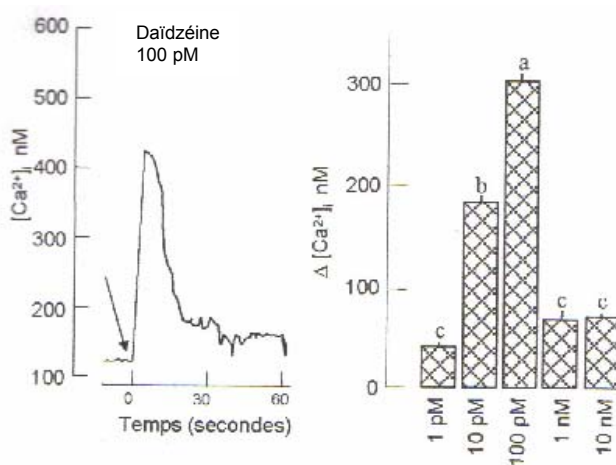 Daïdzéine
100 pM
600
500
400
300
200
100
[Ca²⁺]ᵢ nM
0
30
60
Temps (secondes)
300
200
100
0
Δ [Ca²⁺]ᵢ nM
c
b
a
c
c
1 pM
10 pM
100 pM
1 nM
10 nM